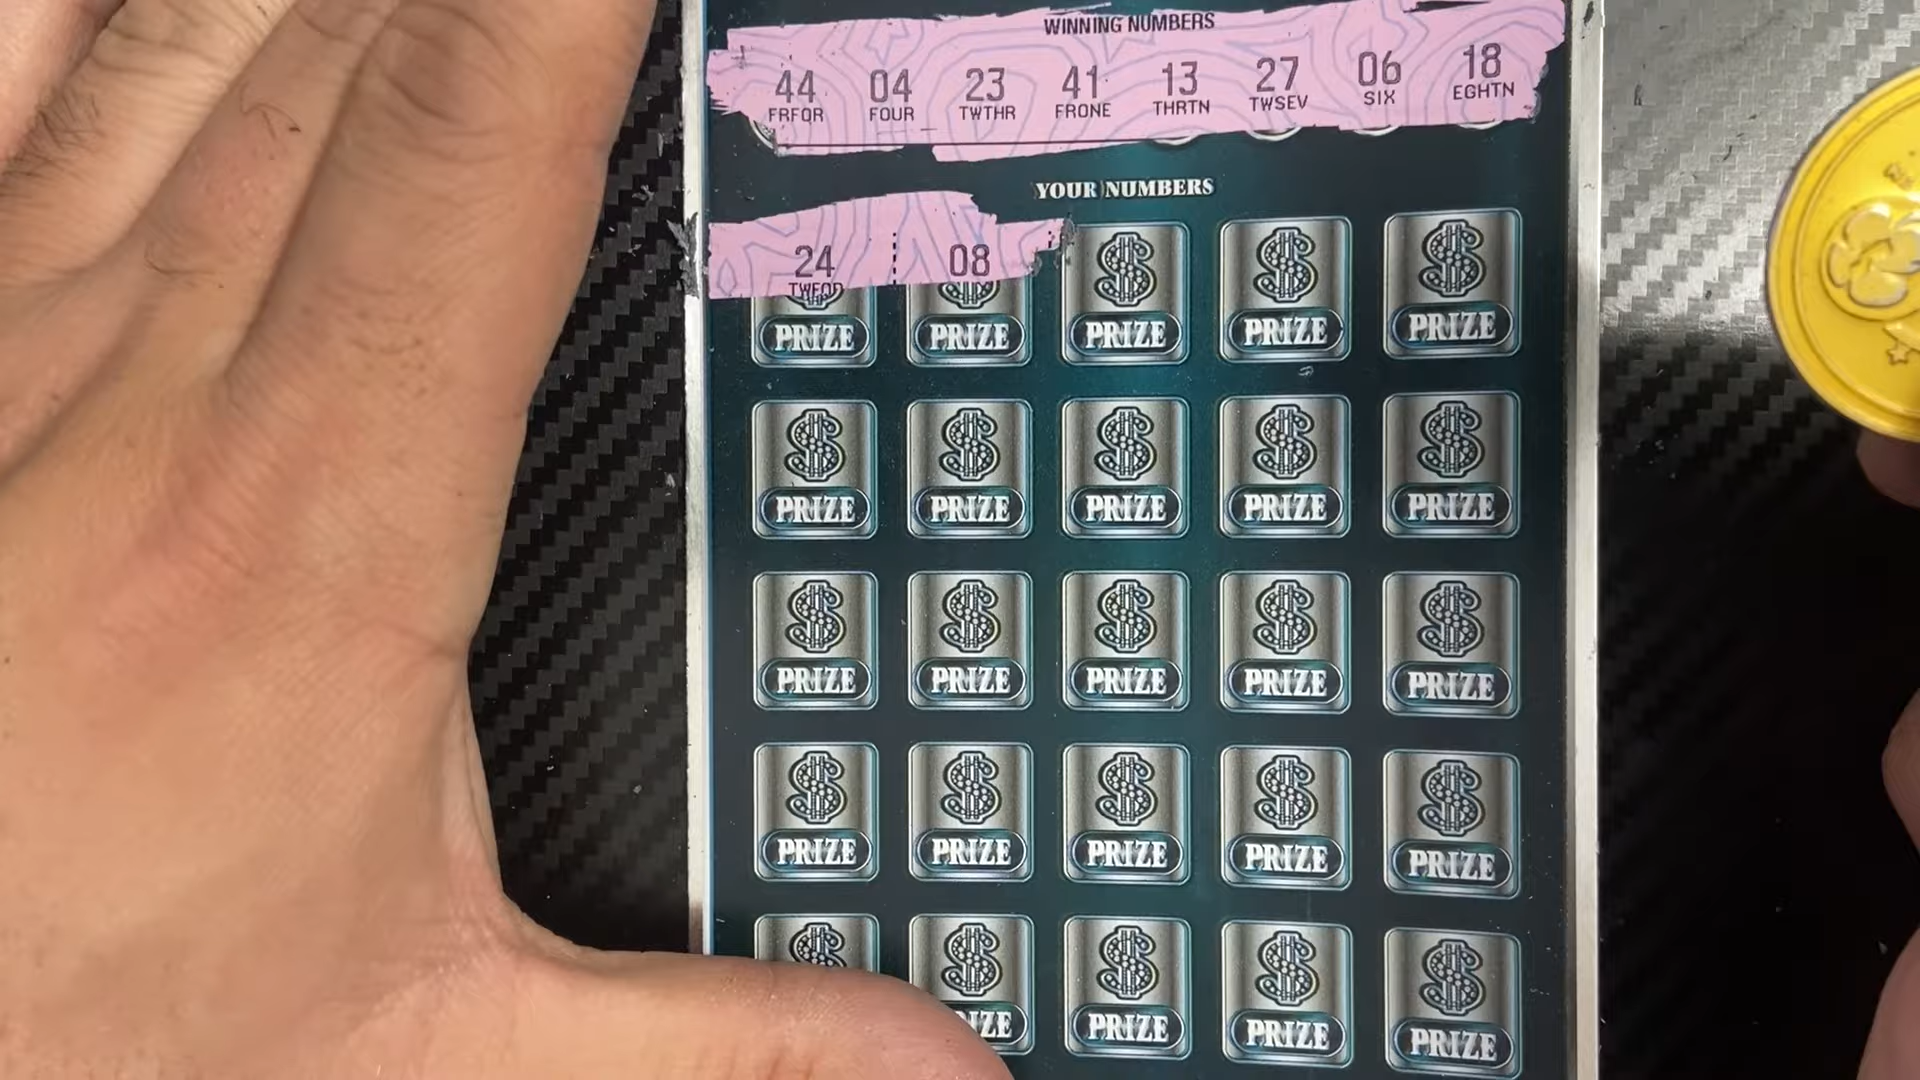 WINNING NUMBERS
44 04 23 41 13 27 06 18
FRFOR FOUR TWTHR FRONE THRTN TWSEV SIX EGHTN
YOUR NUMBERS
24 08
$ $ $
PRIZE PRIZE PRIZE PRIZE PRIZE
$ $ $ $ $
PRIZE PRIZE PRIZE PRIZE PRIZE
$ $ $ $ $
PRIZE PRIZE PRIZE PRIZE PRIZE
$ $ $ $ $
PRIZE PRIZE PRIZE PRIZE PRIZE
$ $ $ $ $
PRIZE PRIZE PRIZE